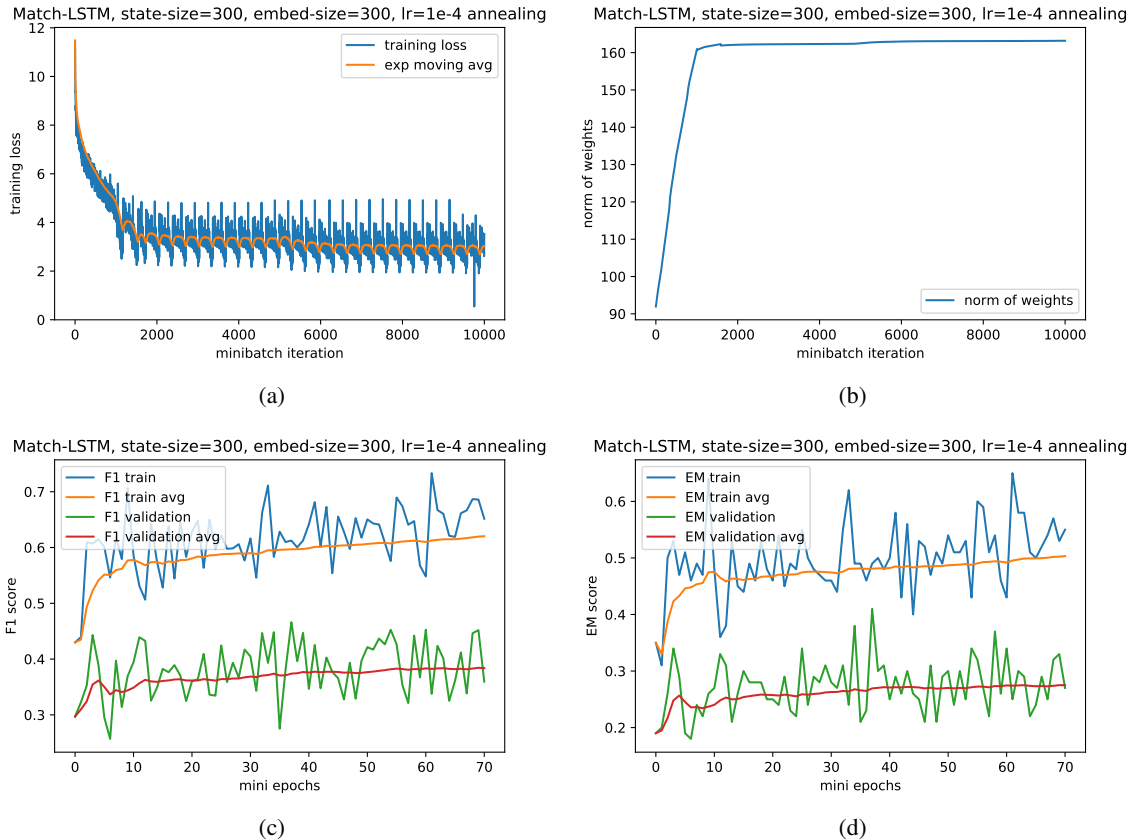 Match-LSTM, state-size=300, embed-size=300, lr=1e-4 annealing
12
10
8
6
4
2
0
training loss
training loss
exp moving avg
0 2000 4000 6000 8000 10000
minibatch iteration
(a)
Match-LSTM, state-size=300, embed-size=300, lr=1e-4 annealing
160
150
140
130
120
110
100
90
norm of weights
norm of weights
0 2000 4000 6000 8000 10000
minibatch iteration
(b)
Match-LSTM, state-size=300, embed-size=300, lr=1e-4 annealing
F1 train
F1 train avg
F1 validation
F1 validation avg
0.7
0.6
0.5
0.4
0.3
F1 score
0 10 20 30 40 50 60 70
mini epochs
(c)
Match-LSTM, state-size=300, embed-size=300, lr=1e-4 annealing
EM train
EM train avg
EM validation
EM validation avg
0.6
0.5
0.4
0.3
0.2
EM score
0 10 20 30 40 50 60 70
mini epochs
(d)